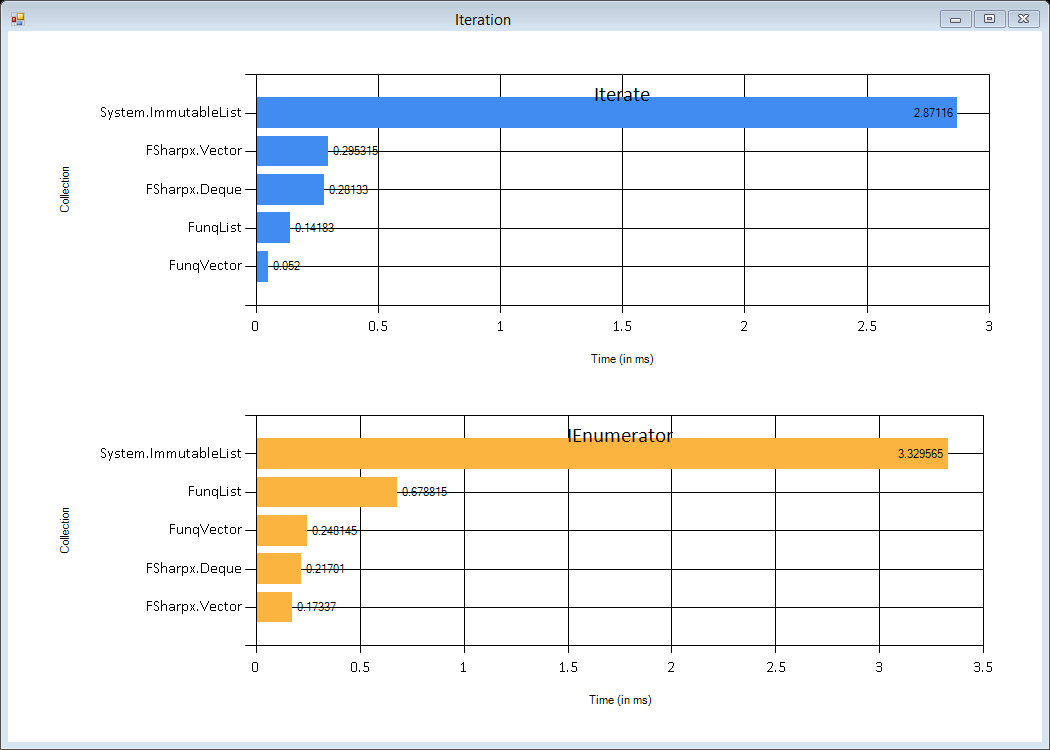 Iteration
Iterate
System.ImmutableList 2.87116
FSharpx.Vector 0.295315
FSharpx.Deque 0.28133
FunqList 0.14183
FunqVector 0.052
Collection
0 0.5 1 1.5 2 2.5 3
Time (in ms)
IEnumerator
System.ImmutableList 3.329565
FunqList 0.678815
FunqVector 0.248145
FSharpx.Deque 0.21701
FSharpx.Vector 0.17337
Collection
0 0.5 1 1.5 2 2.5 3 3.5
Time (in ms)